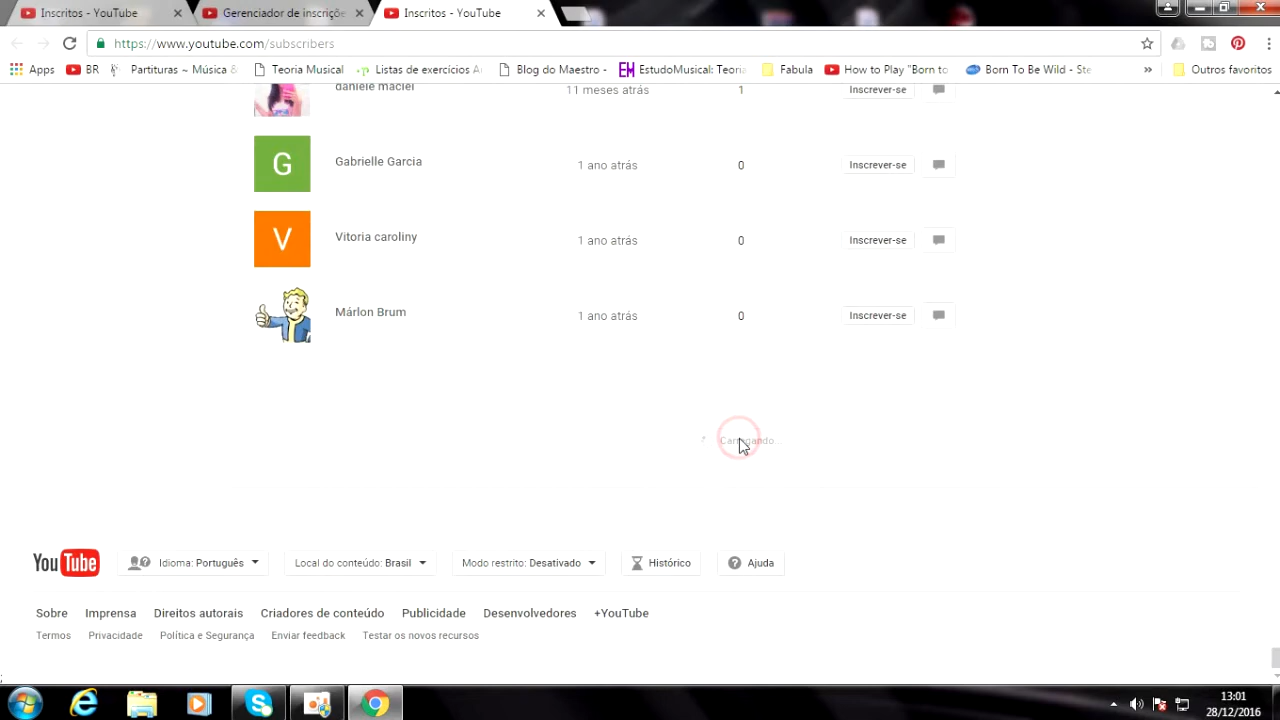 Inscritos - YouTube
Gerenciador de inscriçõe
Inscritos - YouTube
https://www.youtube.com/subscribers
Apps
BR
Partituras ~ Música &
Teoria Musical
Listas de exercícios A
Blog do Maestro -
EM EstudoMusical: Teoria
Fabula
How to Play "Born to
Born To Be Wild - Ste
»
Outros favoritos
daniele maciel 11 meses atrás 1 Inscrever-se
G Gabrielle Garcia 1 ano atrás 0 Inscrever-se
V Vitoria caroliny 1 ano atrás 0 Inscrever-se
Márlon Brum 1 ano atrás 0 Inscrever-se
Carregando...
YouTube Idioma: Português Local do conteúdo: Brasil Modo restrito: Desativado Histórico Ajuda
Sobre Imprensa Direitos autorais Criadores de conteúdo Publicidade Desenvolvedores +YouTube
Termos Privacidade Política e Segurança Enviar feedback Testar os novos recursos
13:01
28/12/2016